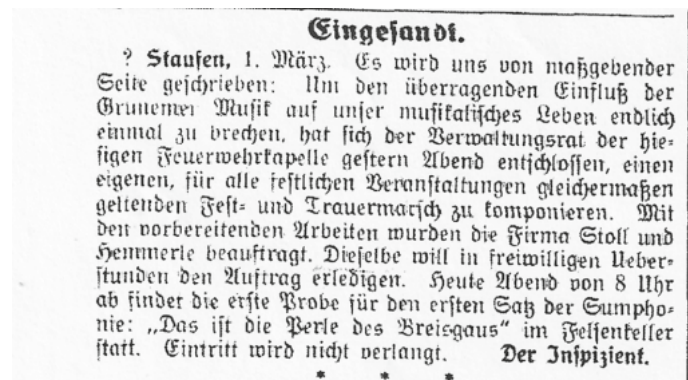 Eingesandt.
? Staufen, 1. März. Es wird uns von maßgebender
Seite geschrieben: Um den überragenden Einfluß der
Grunemer Musik auf unser musikalisches Leben endlich
einmal zu brechen, hat sich der Verwaltungsrat der hie-
sigen Feuerwehrkapelle gestern Abend entschlossen, einen
eigenen, für alle festlichen Veranstaltungen gleichermaßen
geltenden Fest- und Trauermarsch zu komponieren. Mit
den vorbereitenden Arbeiten wurden die Firma Stoll und
Hemmerle beauftragt. Dieselbe will in freiwilligen Ueber-
stunden den Auftrag erledigen. Heute Abend von 8 Uhr
ab findet die erste Probe für den ersten Satz der Sumpho-
nie: „Das ist die Perle des Breisgaus“ im Felsenkeller
statt. Eintritt wird nicht verlangt. Der Inspizient.
* * *